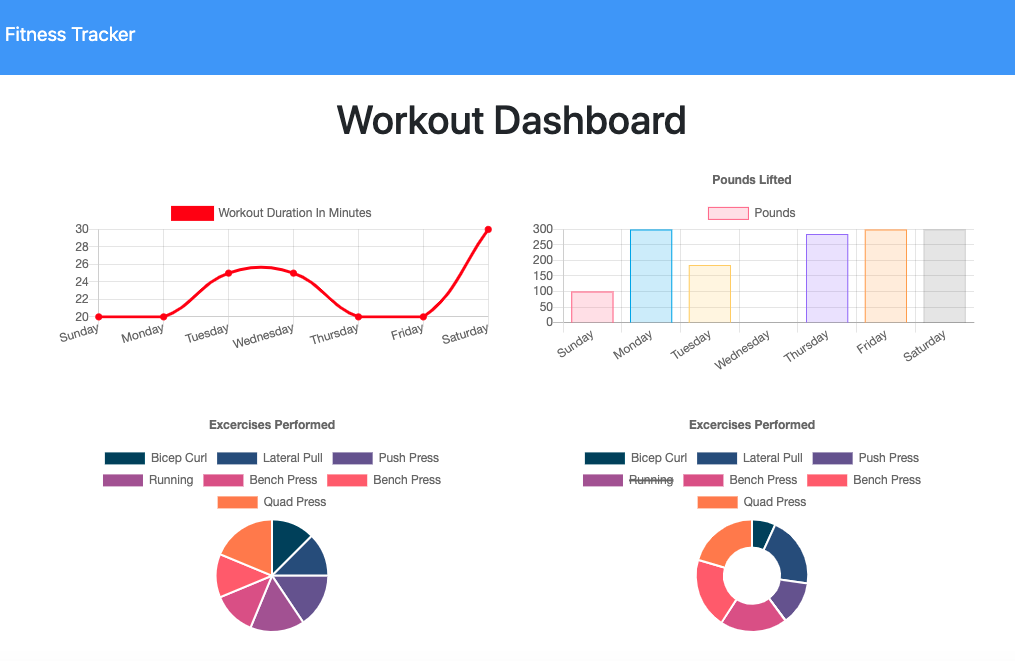 Fitness Tracker
Workout Dashboard
Workout Duration In Minutes
30
28
26
24
22
20
Sunday Monday Tuesday Wednesday Thursday Friday Saturday
Pounds Lifted
Pounds
300
250
200
150
100
50
0
Sunday Monday Tuesday Wednesday Thursday Friday Saturday
Excercises Performed
Bicep Curl Lateral Pull Push Press
Running Bench Press Bench Press
Quad Press
Excercises Performed
Bicep Curl Lateral Pull Push Press
Running Bench Press Bench Press
Quad Press